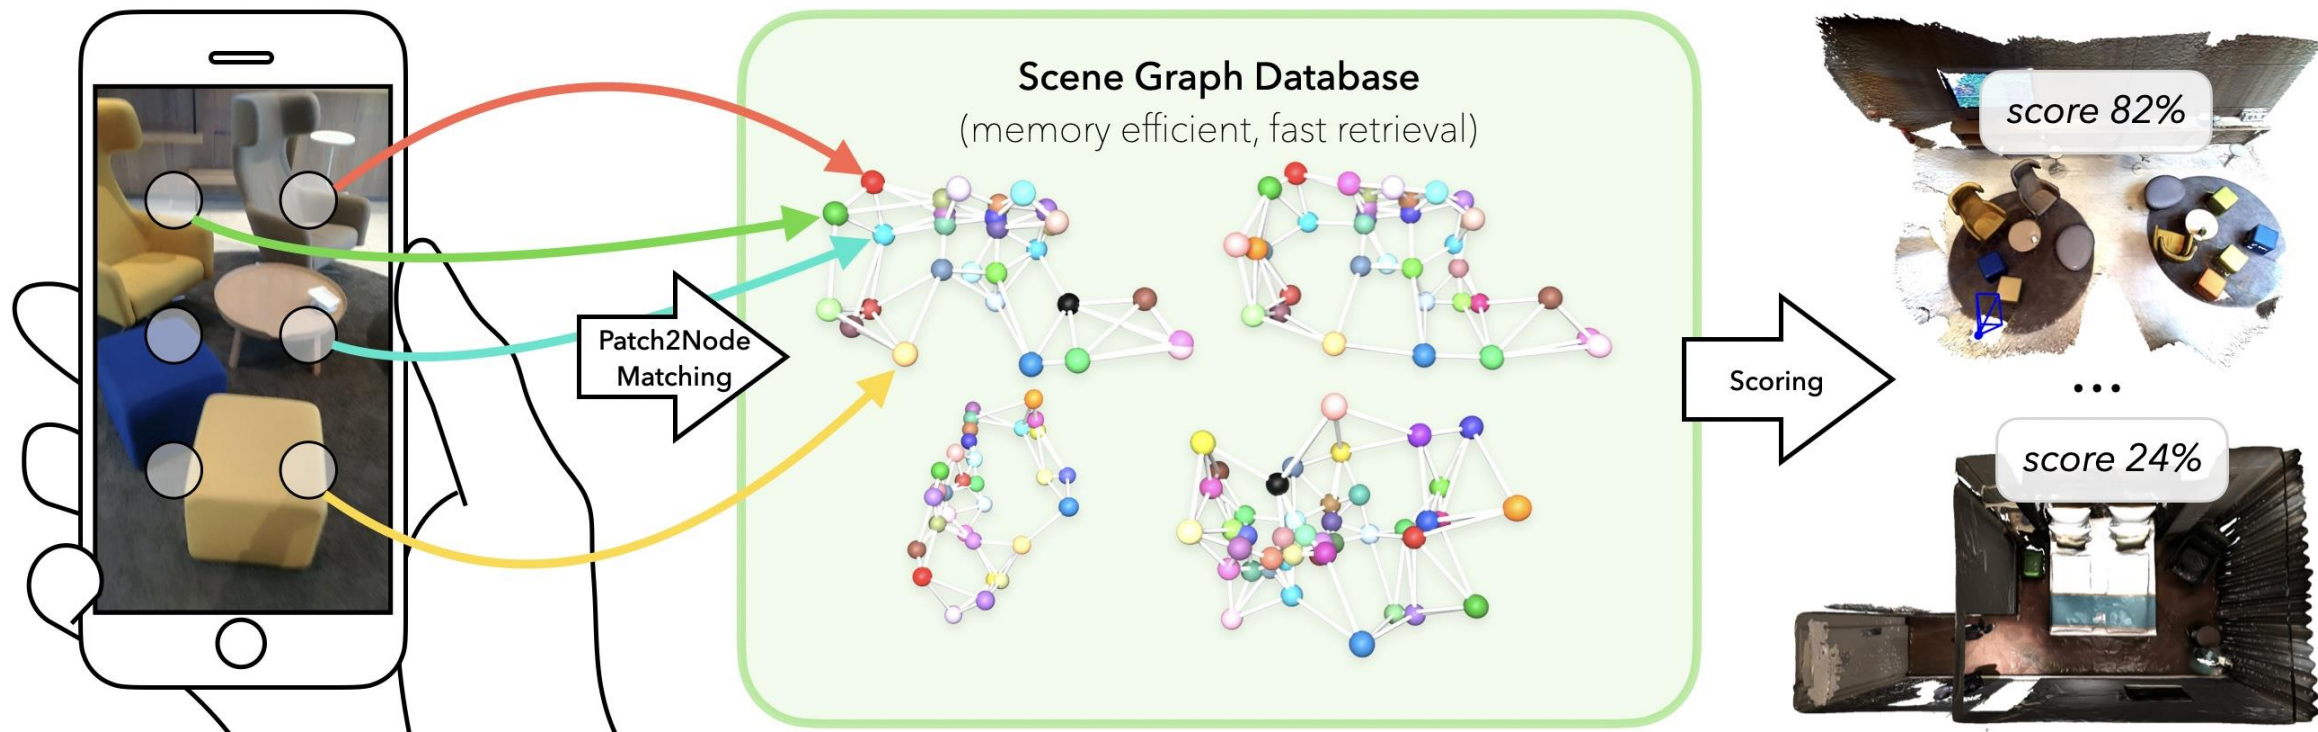 Scene Graph Database
(memory efficient, fast retrieval)
Patch2Node
Matching
Scoring
score 82%
...
score 24%